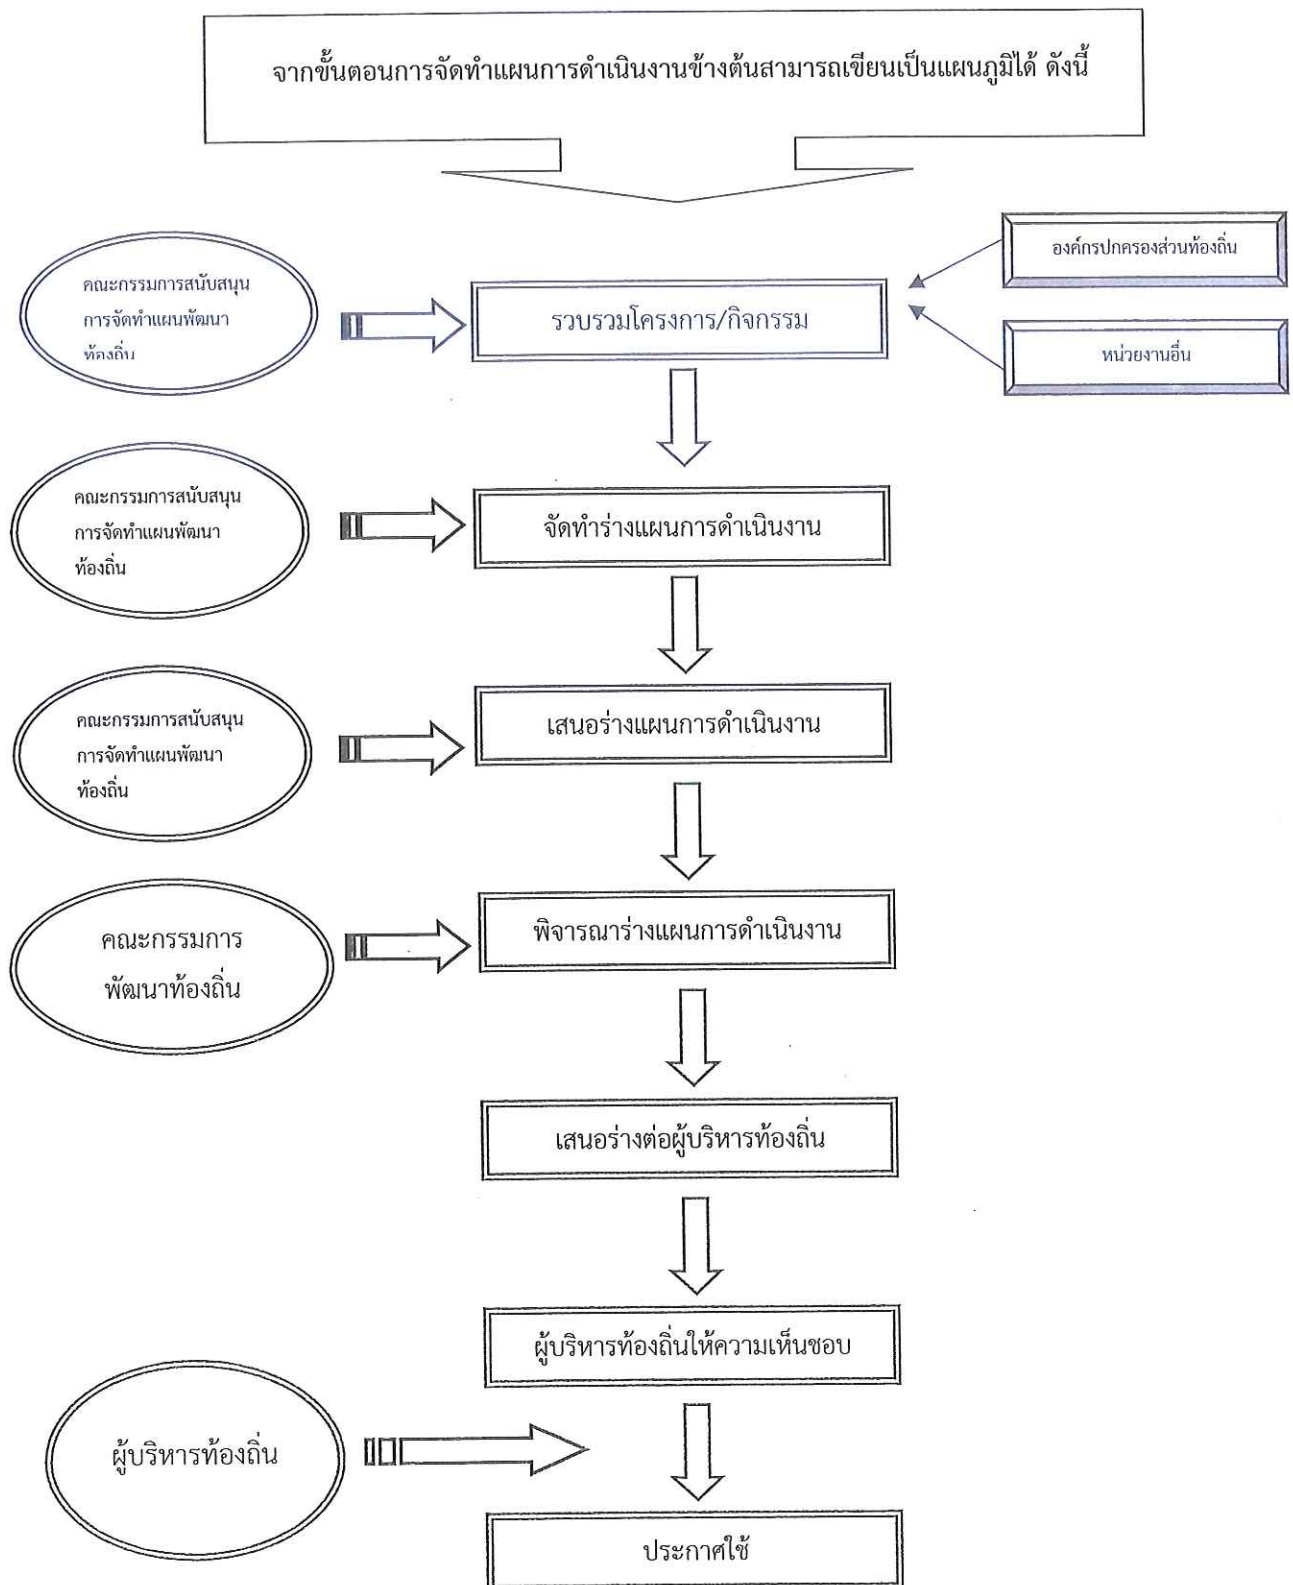 จากขั้นตอนการจัดทำแผนการดำเนินงานข้างต้นสามารถเขียนเป็นแผนภูมิได้ ดังนี้
คณะกรรมการสนับสนุน
การจัดทำแผนพัฒนา
ท้องถิ่น
รวบรวมโครงการ/กิจกรรม
องค์กรปกครองส่วนท้องถิ่น
หน่วยงานอื่น
คณะกรรมการสนับสนุน
การจัดทำแผนพัฒนา
ท้องถิ่น
จัดทำร่างแผนการดำเนินงาน
คณะกรรมการสนับสนุน
การจัดทำแผนพัฒนา
ท้องถิ่น
เสนอร่างแผนการดำเนินงาน
คณะกรรมการ
พัฒนาท้องถิ่น
พิจารณาร่างแผนการดำเนินงาน
เสนอร่างต่อผู้บริหารท้องถิ่น
ผู้บริหารท้องถิ่นให้ความเห็นชอบ
ผู้บริหารท้องถิ่น
ประกาศใช้